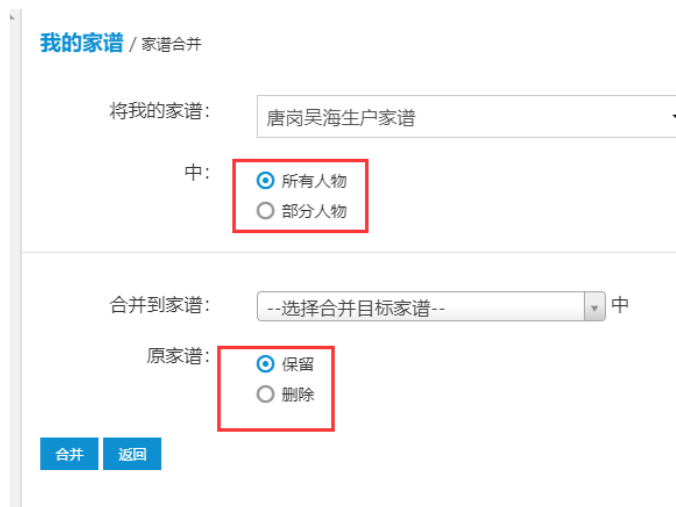 我的家谱 / 家谱合并
将我的家谱： 唐岗吴海生户家谱
中： 所有人物
部分人物
合并到家谱： --选择合并目标家谱-- 中
原家谱： 保留
删除
合并 返回